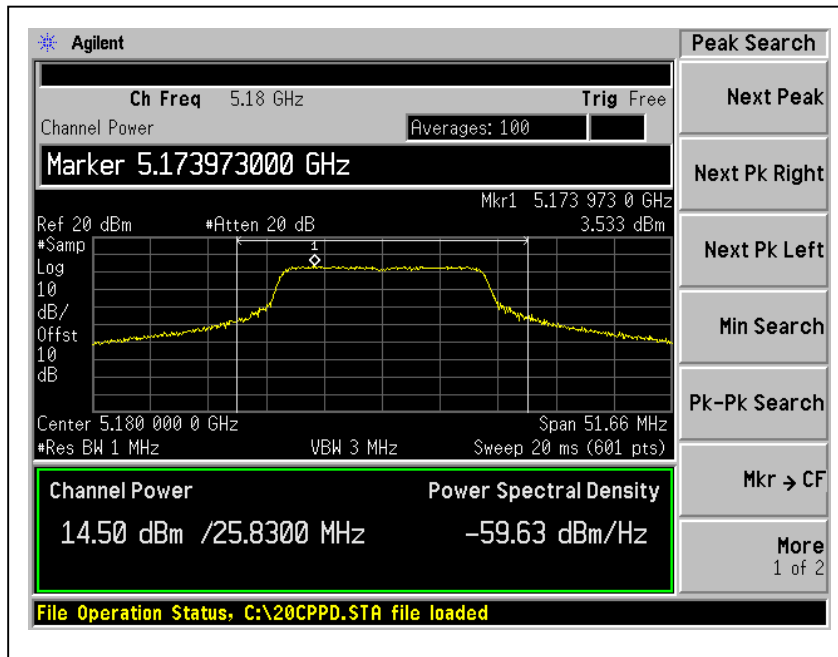 Agilent
Peak Search
Ch Freq 5.18 GHz Trig Free
Channel Power Averages: 100
Marker 5.173973000 GHz
Mkr1 5.173 973 0 GHz
Ref 20 dBm #Atten 20 dB 3.533 dBm
#Samp
Log
10
dB/
Offst
10
dB
1
Center 5.180 000 0 GHz Span 51.66 MHz
#Res BW 1 MHz VBW 3 MHz Sweep 20 ms (601 pts)
Channel Power Power Spectral Density
14.50 dBm /25.8300 MHz -59.63 dBm/Hz
File Operation Status, C:\20CPPD.STA file loaded
Next Peak
Next Pk Right
Next Pk Left
Min Search
Pk-Pk Search
Mkr → CF
More
1 of 2